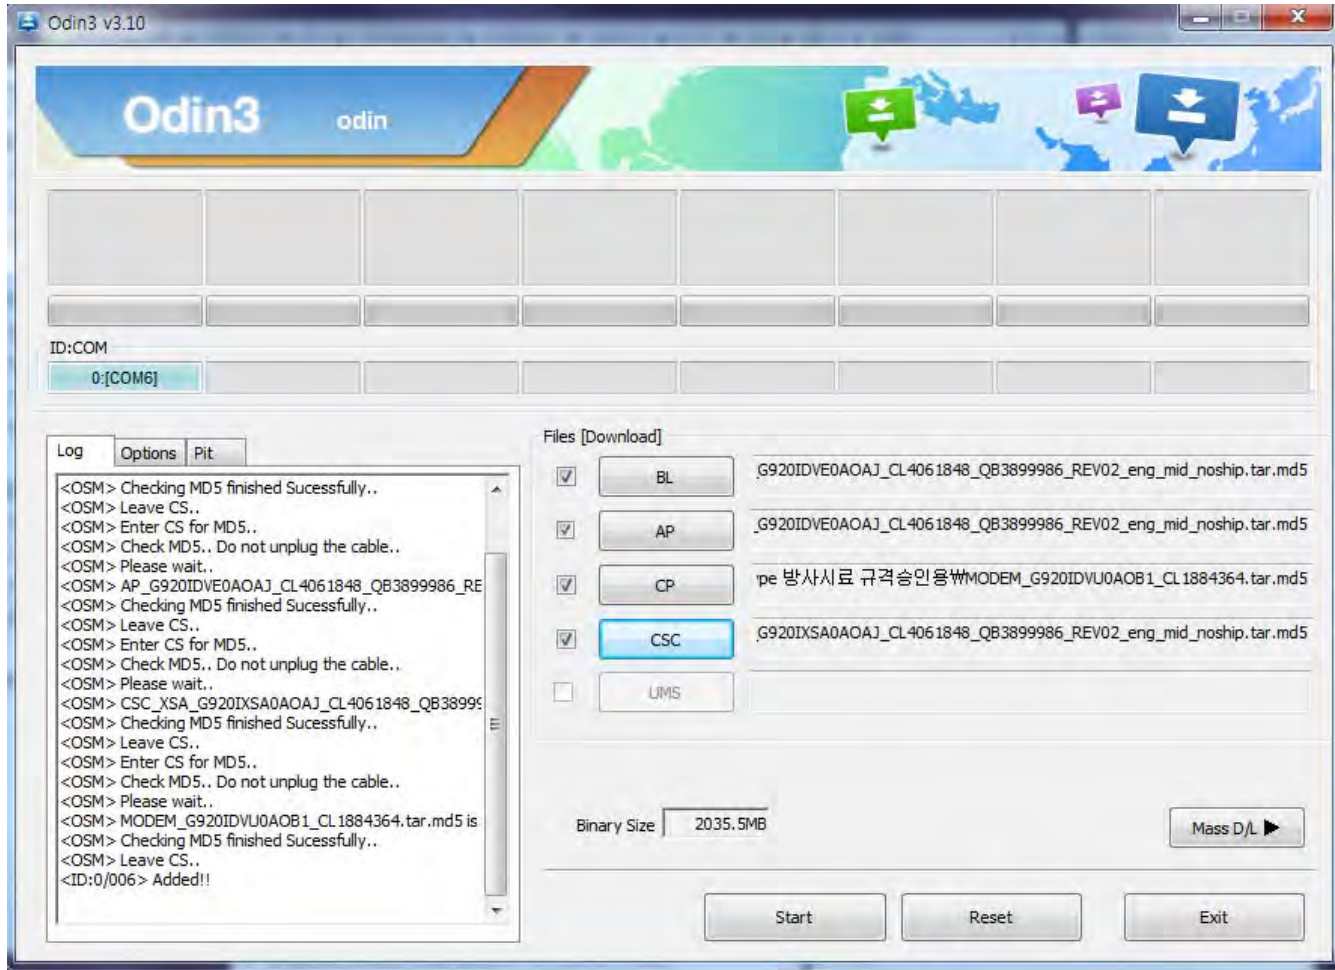 Odin3 v3.10
Odin3 odin
ID:COM
0:[COM6]
Log Options Pit
<OSM> Checking MD5 finished Sucessfully..
<OSM> Leave CS..
<OSM> Enter CS for MD5..
<OSM> Check MD5.. Do not unplug the cable..
<OSM> Please wait..
<OSM> AP_G920IDVE0AOAJ_CL4061848_QB3899986_RE
<OSM> Checking MD5 finished Sucessfully..
<OSM> Leave CS..
<OSM> Enter CS for MD5..
<OSM> Check MD5.. Do not unplug the cable..
<OSM> Please wait..
<OSM> CSC_XSA_G920IXSA0AOAJ_CL4061848_QB38999
<OSM> Checking MD5 finished Sucessfully..
<OSM> Leave CS..
<OSM> Enter CS for MD5..
<OSM> Check MD5.. Do not unplug the cable..
<OSM> Please wait..
<OSM> MODEM_G920IDVU0AOB1_CL1884364.tar.md5 is
<OSM> Checking MD5 finished Sucessfully..
<OSM> Leave CS..
<ID:0/006> Added!!
Files [Download]
BL _G920IDVE0AOAJ_CL4061848_QB3899986_REV02_eng_mid_noship.tar.md5
AP _G920IDVE0AOAJ_CL4061848_QB3899986_REV02_eng_mid_noship.tar.md5
CP pe 방사시료 규격승인용₩MODEM_G920IDVU0AOB1_CL1884364.tar.md5
CSC _G920IXSA0AOAJ_CL4061848_QB3899986_REV02_eng_mid_noship.tar.md5
UMS
Binary Size 2035.5MB
Mass D/L ▶
Start Reset Exit